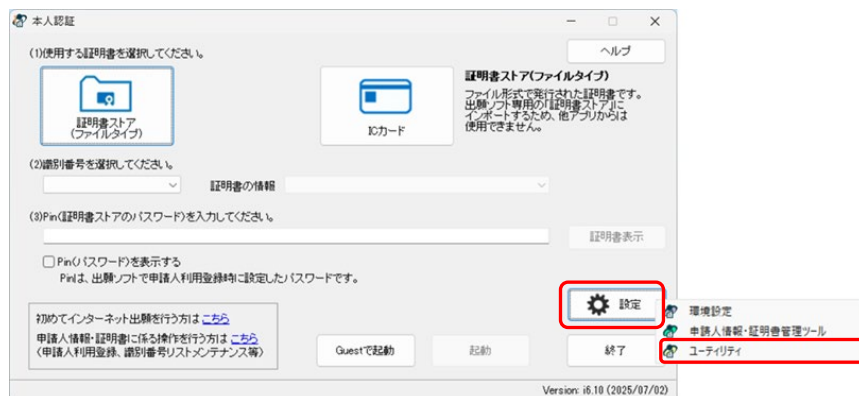 本人認証
(1)使用する証明書を選択してください。
ヘルプ
証明書ストア
(ファイルタイプ)
ICカード
証明書ストア(ファイルタイプ)
ファイル形式で発行された証明書です。
出願ソフト専用の「証明書ストア」に
インポートするため、他アプリからは
使用できません。
(2)識別番号を選択してください。
証明書の情報
(3)Pin(証明書ストアのパスワード)を入力してください。
証明書表示
Pin(パスワード)を表示する
Pinは、出願ソフトで申請人利用登録時に設定したパスワードです。
設定
環境設定
申請人情報・証明書管理ツール
ユーティリティ
初めてインターネット出願を行う方は こちら
申請人情報・証明書に係る操作を行う方は こちら
(申請人利用登録、識別番号リストメンテナンス等)
Guestで起動
起動
終了
Version: i6.10 (2025/07/02)